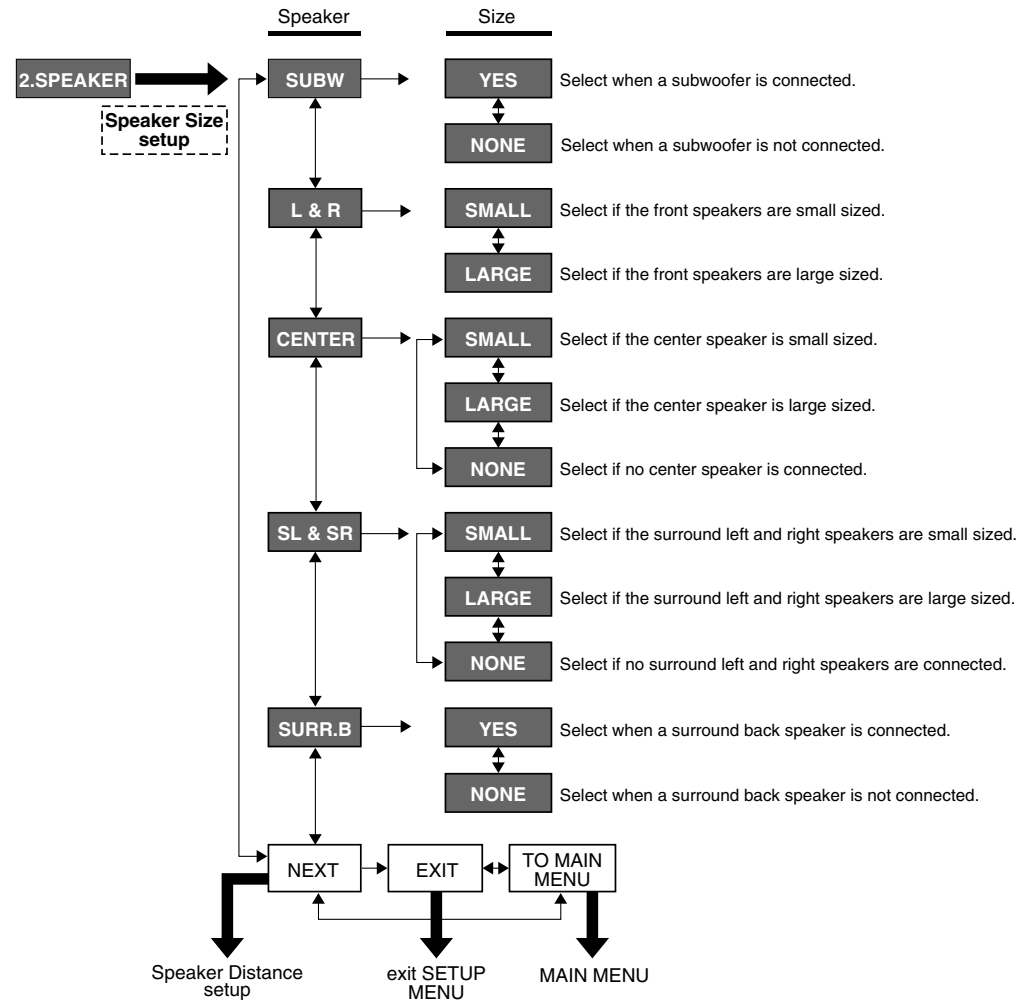 Speaker Size
2.SPEAKER
Speaker Size
setup
SUBW
YES Select when a subwoofer is connected.
NONE Select when a subwoofer is not connected.
L & R
SMALL Select if the front speakers are small sized.
LARGE Select if the front speakers are large sized.
CENTER
SMALL Select if the center speaker is small sized.
LARGE Select if the center speaker is large sized.
NONE Select if no center speaker is connected.
SL & SR
SMALL Select if the surround left and right speakers are small sized.
LARGE Select if the surround left and right speakers are large sized.
NONE Select if no surround left and right speakers are connected.
SURR.B
YES Select when a surround back speaker is connected.
NONE Select when a surround back speaker is not connected.
NEXT
EXIT
TO MAIN
MENU
Speaker Distance
setup
exit SETUP
MENU
MAIN MENU